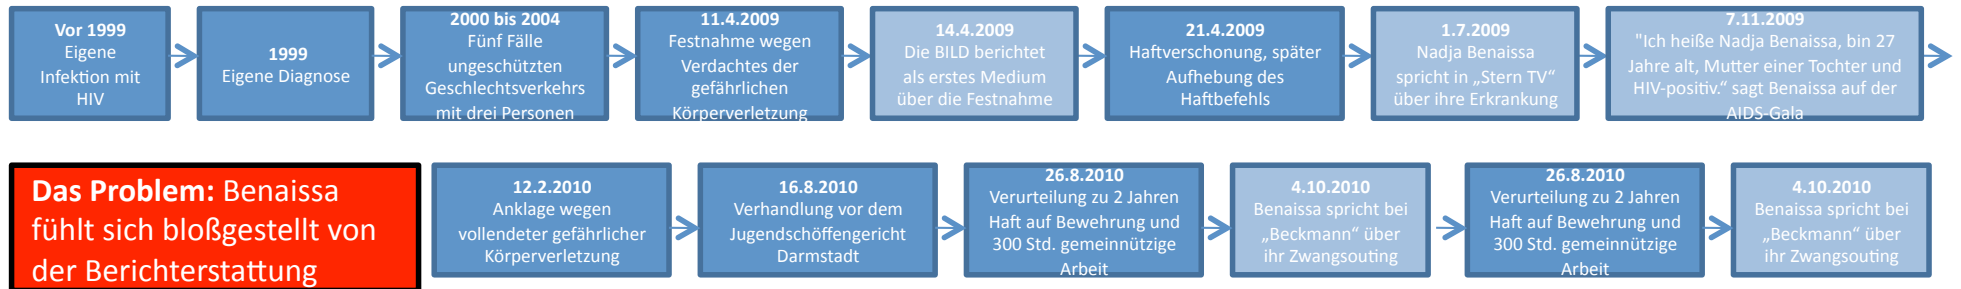 Vor 1999
Eigene
Infektion mit
HIV
1999
Eigene Diagnose
2000 bis 2004
Fünf Fälle
ungeschützten
Geschlechtsverkehrs
mit drei Personen
11.4.2009
Festnahme wegen
Verdachtes der
gefährlichen
Körperverletzung
14.4.2009
Die BILD berichtet
als erstes Medium
über die Festnahme
21.4.2009
Haftverschonung, später
Aufhebung des
Haftbefehls
1.7.2009
Nadja Benaissa
spricht in „Stern TV“
über ihre Erkrankung
7.11.2009
"Ich heiße Nadja Benaissa, bin 27
Jahre alt, Mutter einer Tochter und
HIV-positiv.“ sagt Benaissa auf der
AIDS-Gala
Das Problem: Benaissa
fühlt sich bloßgestellt von
der Berichterstattung
12.2.2010
Anklage wegen
vollendeter gefährlicher
Körperverletzung
16.8.2010
Verhandlung vor dem
Jugendschöffengericht
Darmstadt
26.8.2010
Verurteilung zu 2 Jahren
Haft auf Bewehrung und
300 Std. gemeinnützige
Arbeit
4.10.2010
Benaissa spricht bei
„Beckmann“ über
ihr Zwangsouting
26.8.2010
Verurteilung zu 2 Jahren
Haft auf Bewehrung und
300 Std. gemeinnützige
Arbeit
4.10.2010
Benaissa spricht bei
„Beckmann“ über
ihr Zwangsouting